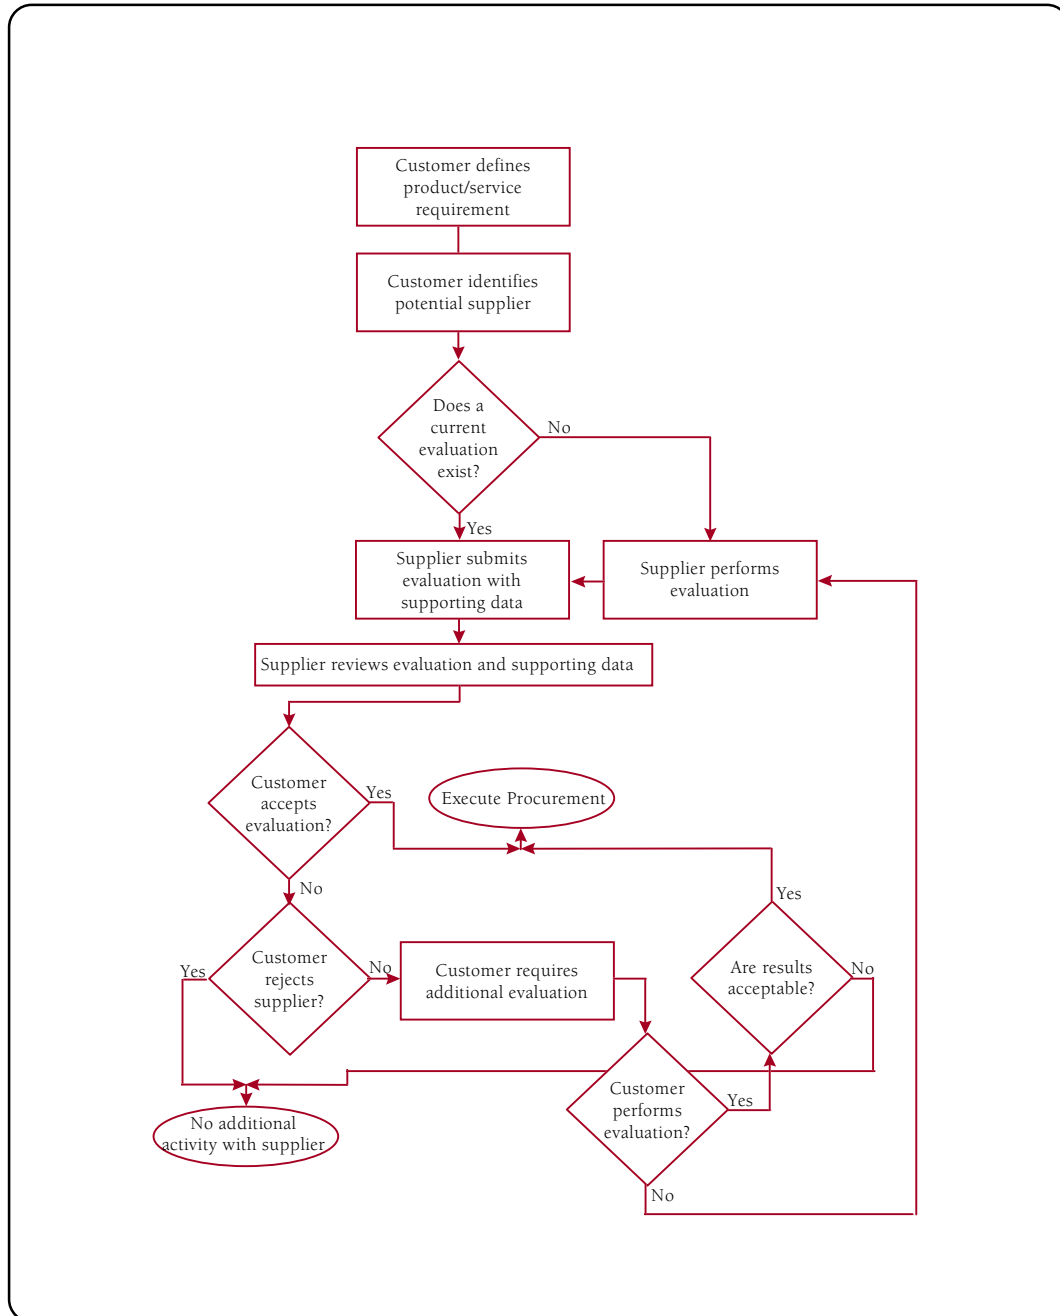 Customer defines
product/service
requirement
Customer identifies
potential supplier
Does a
current
evaluation
exist?
No
Yes
Supplier submits
evaluation with
supporting data
Supplier performs
evaluation
Supplier reviews evaluation and supporting data
Customer
accepts
evaluation?
Yes
Execute Procurement
No
Yes
Customer
rejects
supplier?
Yes
No
Customer requires
additional evaluation
Are results
acceptable?
No
Customer
performs
evaluation?
Yes
No additional
activity with supplier
No